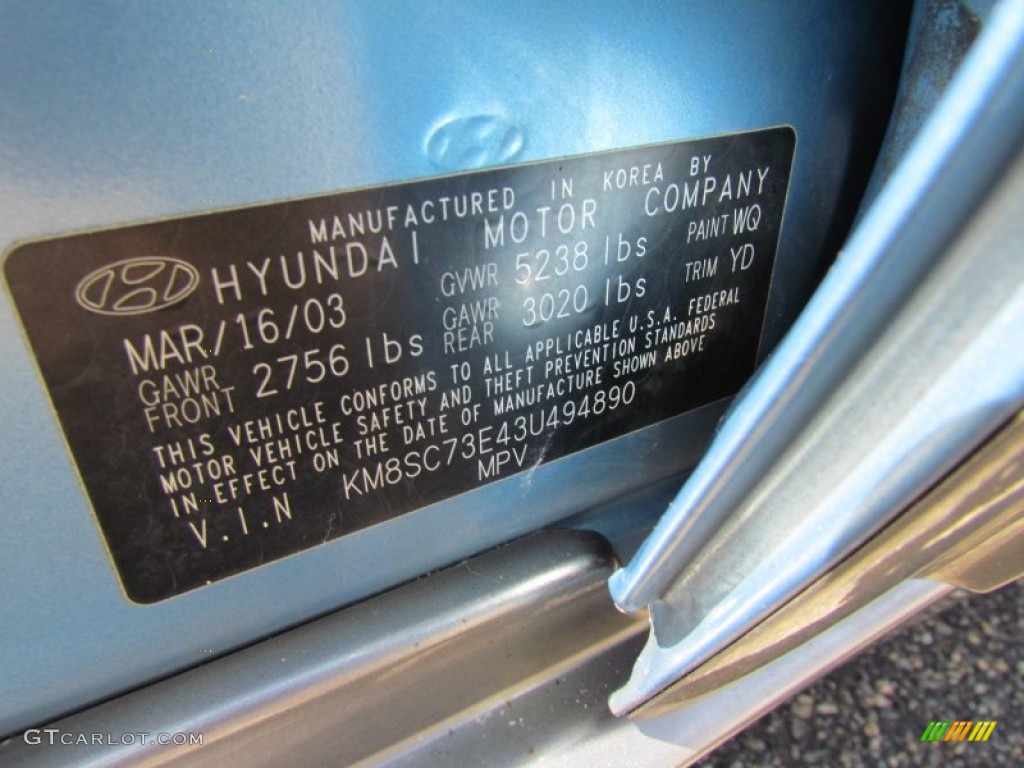 MANUFACTURED IN KOREA BY
HYUNDAI MOTOR COMPANY
MAR/16/03 GVWR 5238 lbs PAINT WQ
GAWR FRONT 2756 lbs GAWR REAR 3020 lbs TRIM YD
THIS VEHICLE CONFORMS TO ALL APPLICABLE U.S.A. FEDERAL
MOTOR VEHICLE SAFETY AND THEFT PREVENTION STANDARDS
IN EFFECT ON THE DATE OF MANUFACTURE SHOWN ABOVE
V.I.N KM8SC73E43U494890
MPV
GTCARLOT.COM